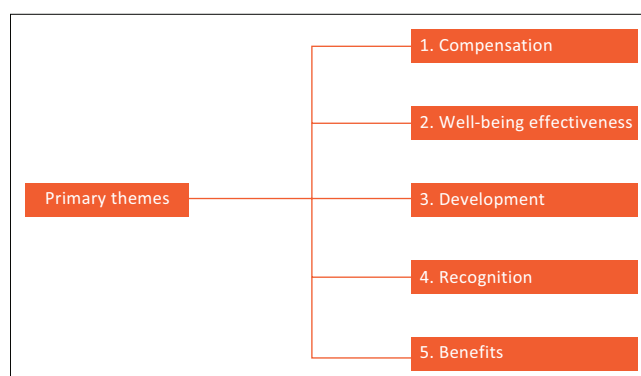 Primary themes
1. Compensation
2. Well-being effectiveness
3. Development
4. Recognition
5. Benefits